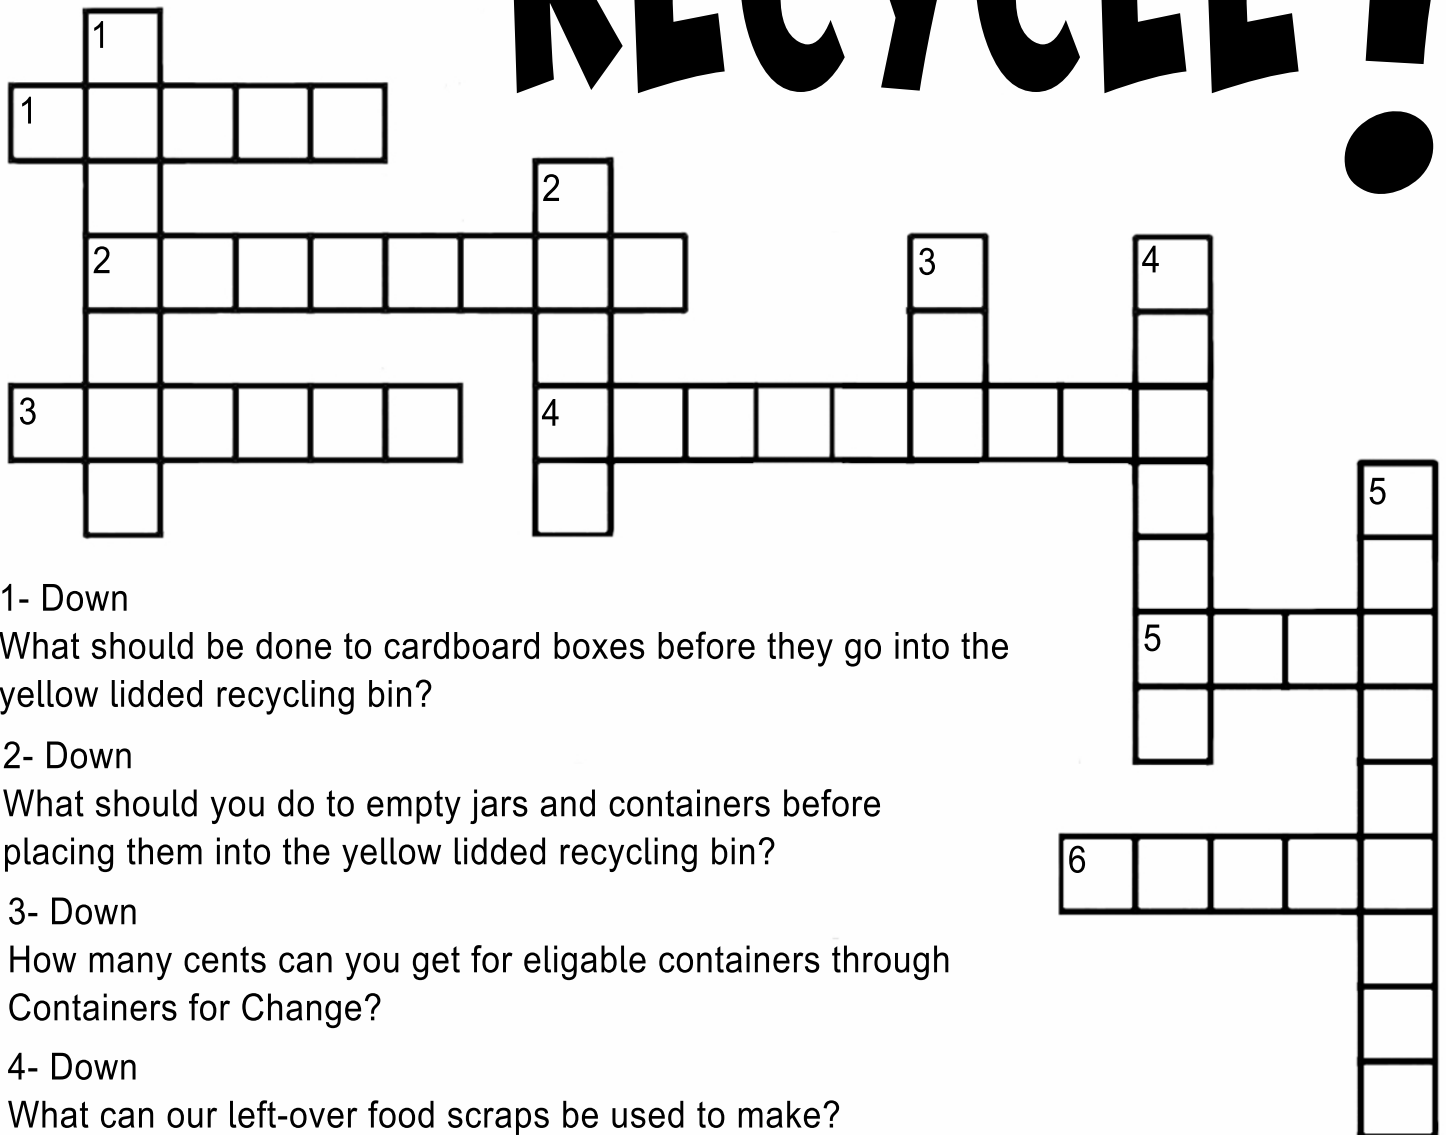 RECYCLE!
1
1
2
2
3
4
3
4
5
1- Down
What should be done to cardboard boxes before they go into the
yellow lidded recycling bin?
5
2- Down
What should you do to empty jars and containers before
placing them into the yellow lidded recycling bin?
6
3- Down
How many cents can you get for eligable containers through
Containers for Change?
4- Down
What can our left-over food scraps be used to make?